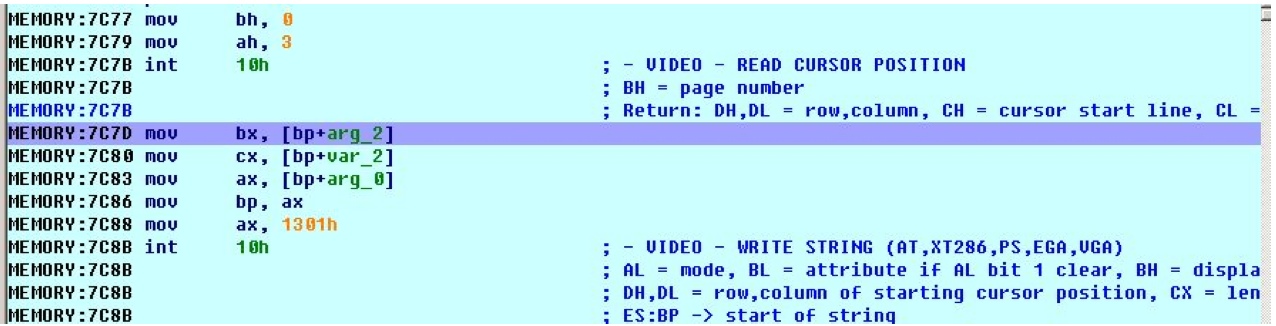 MEMORY:7C77 mov bh, 0
MEMORY:7C79 mov ah, 3
MEMORY:7C7B int 10h ; - VIDEO - READ CURSOR POSITION
MEMORY:7C7B ; BH = page number
MEMORY:7C7B ; Return: DH,DL = row,column, CH = cursor start line, CL =
MEMORY:7C7D mov bx, [bp+arg_2]
MEMORY:7C80 mov cx, [bp+var_2]
MEMORY:7C83 mov ax, [bp+arg_0]
MEMORY:7C86 mov bp, ax
MEMORY:7C88 mov ax, 1301h
MEMORY:7C8B int 10h ; - VIDEO - WRITE STRING (AT,XT286,PS,EGA,VGA)
MEMORY:7C8B ; AL = mode, BL = attribute if AL bit 1 clear, BH = displa
MEMORY:7C8B ; DH,DL = row,column of starting cursor position, CX = len
MEMORY:7C8B ; ES:BP -> start of string